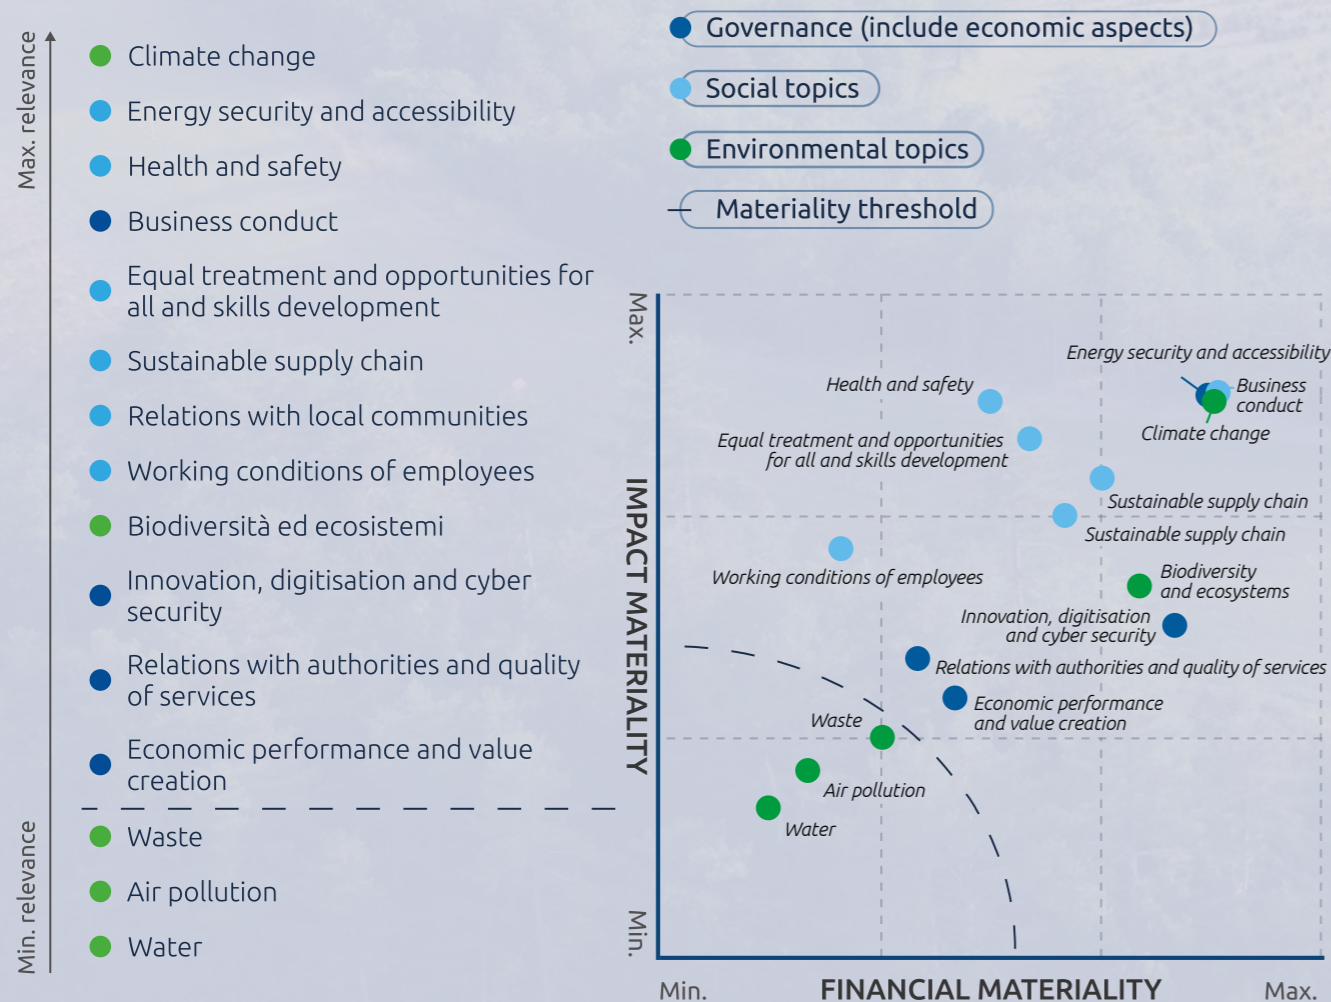 Max. relevance
Climate change
Energy security and accessibility
Health and safety
Business conduct
Equal treatment and opportunities for
all and skills development
Sustainable supply chain
Relations with local communities
Working conditions of employees
Biodiversità ed ecosistemi
Innovation, digitisation and cyber
security
Relations with authorities and quality
of services
Economic performance and value
creation
Waste
Air pollution
Water
Min. relevance
Governance (include economic aspects)
Social topics
Environmental topics
Materiality threshold
Max.
IMPACT MATERIALITY
Min.
Energy security and accessibility
Business
conduct
Climate change
Health and safety
Equal treatment and opportunities
for all and skills development
Sustainable supply chain
Sustainable supply chain
Working conditions of employees
Biodiversity
and ecosystems
Innovation, digitisation
and cyber security
Relations with authorities and quality of services
Economic performance
and value creation
Waste
Air pollution
Water
Min.
FINANCIAL MATERIALITY
Max.